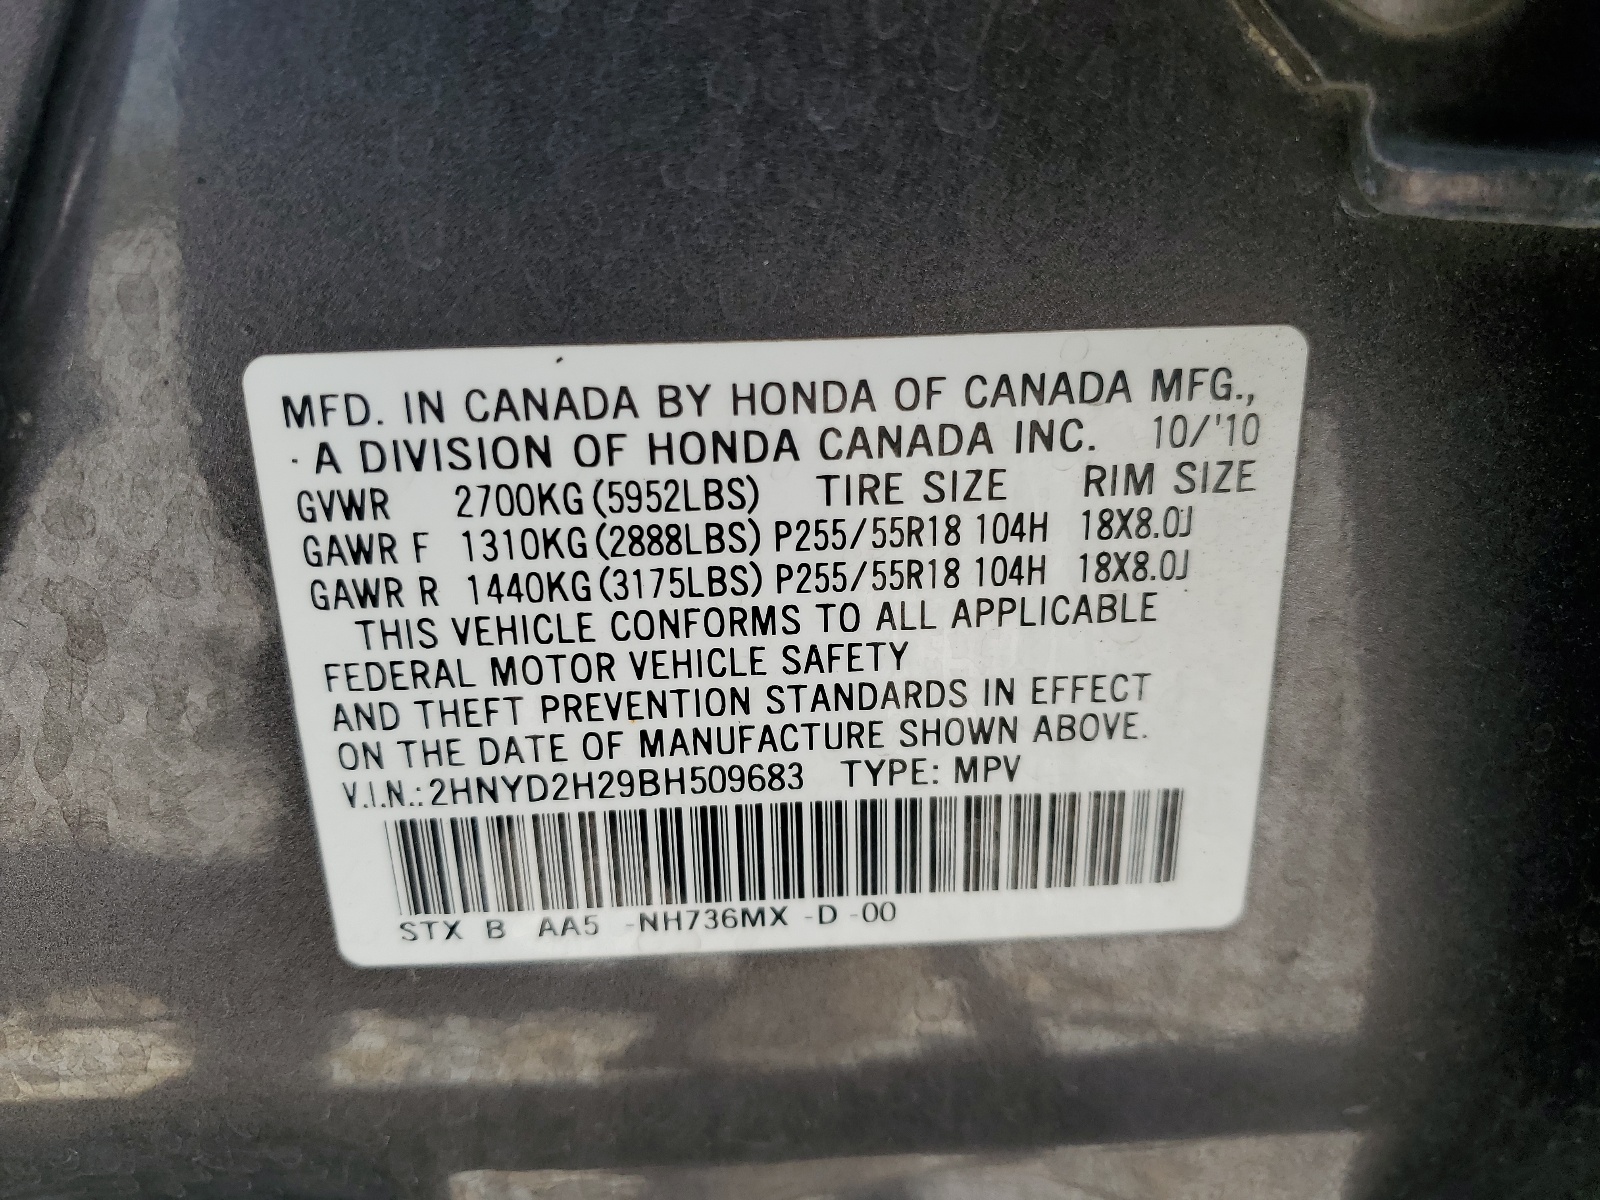 MFD. IN CANADA BY HONDA OF CANADA MFG.,
A DIVISION OF HONDA CANADA INC. 10/'10
GVWR 2700KG (5952LBS) TIRE SIZE RIM SIZE
GAWR F 1310KG (2888LBS) P255/55R18 104H 18X8.0J
GAWR R 1440KG (3175LBS) P255/55R18 104H 18X8.0J
THIS VEHICLE CONFORMS TO ALL APPLICABLE
FEDERAL MOTOR VEHICLE SAFETY
AND THEFT PREVENTION STANDARDS IN EFFECT
ON THE DATE OF MANUFACTURE SHOWN ABOVE.
V.I.N.: 2HNYD2H29BH509683 TYPE: MPV
STX B AA5 -NH736MX -D -00